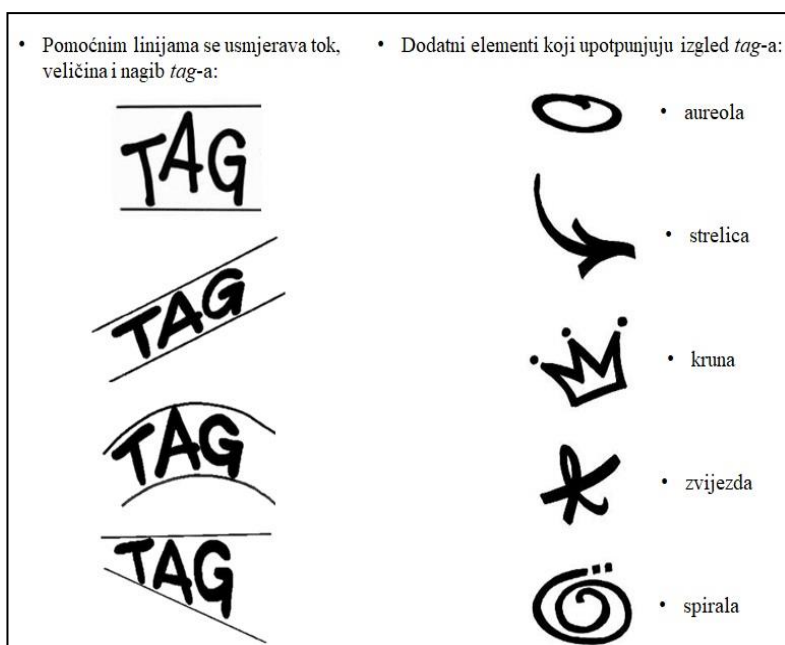 • Pomoćnim linijama se usmjerava tok,
veličina i nagib tag-a:
TAG
TAG
TAG
TAG
• Dodatni elementi koji upotpunjuju izgled tag-a:
• aureola
• strelica
• kruna
• zvijezda
• spirala